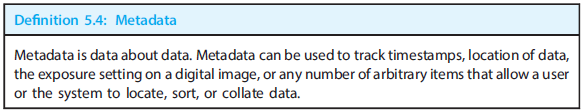 Definition 5.4: Metadata
Metadata is data about data. Metadata can be used to track timestamps, location of data,
the exposure setting on a digital image, or any number of arbitrary items that allow a user
or the system to locate, sort, or collate data.